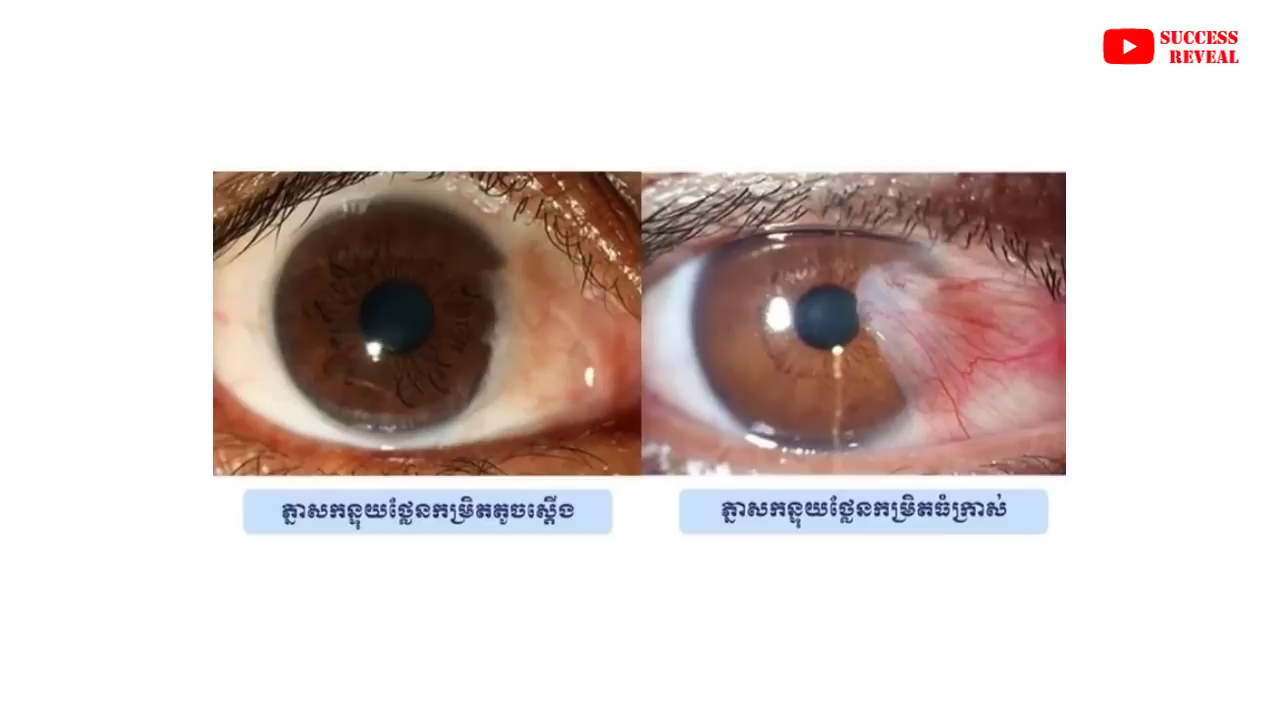 SUCCESS
REVEAL
ភ្នាសកន្ទុយថ្លែនកម្រិតតូចស្ដើង
ភ្នាសកន្ទុយថ្លែនកម្រិតធំក្រាស់